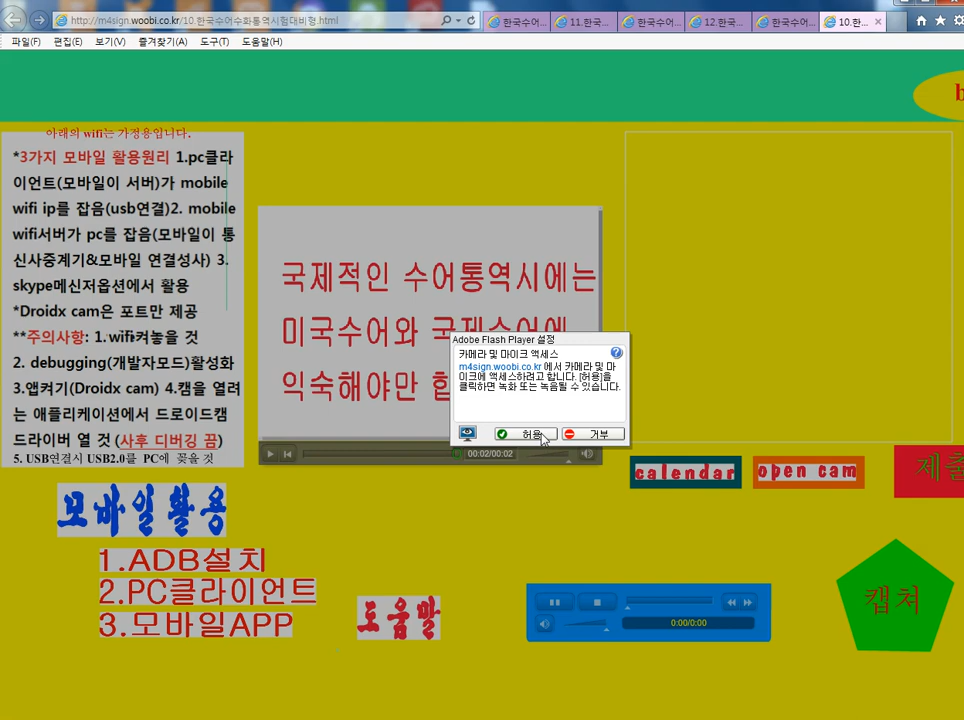 http://m4sign.woobi.co.kr/10.한국수어수화통역시험대비형.html
한국수어...
11.한국...
한국수어...
12.한국...
한국수어...
10.한...
파일(F) 편집(E) 보기(V) 즐겨찾기(A) 도구(T) 도움말(H)
아래의 wifi는 가정용입니다.
*3가지 모바일 활용원리 1.pc클라
이언트(모바일이 서버)가 mobile
wifi ip를 잡음(usb연결)2. mobile
wifi서버가 pc를 잡음(모바일이 통
신사중계기&모바일 연결성사) 3.
skype메신저옵션에서 활용
*Droidx cam은 포트만 제공
**주의사항: 1.wifi켜놓을 것
2. debugging(개발자모드)활성화
3.앱켜기(Droidx cam) 4.캠을 열려
는 애플리케이션에서 드로이드캠
드라이버 열 것 (사후 디버깅 끔)
5. USB연결시 USB2.0를 PC에 꽂을 것
국제적인 수어통역시에는
미국수어와 국제수어에
익숙해야만 합
00:02/00:02
Adobe Flash Player 설정
카메라 및 마이크 액세스
m4sign.woobi.co.kr 에서 카메라 및 마
이크에 액세스하려고 합니다. [허용]을
클릭하면 녹화 또는 녹음될 수 있습니다.
허용
거부
calendar
open cam
제출
모바일활용
1.ADB설치
2.PC클라이언트
3.모바일APP
도움말
0:00/0:00
캡처